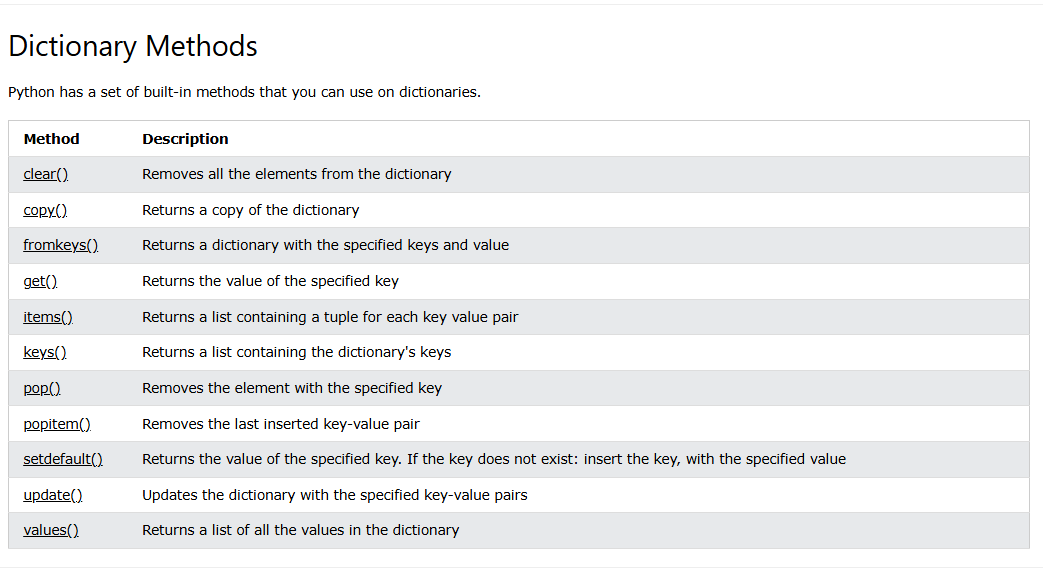 Dictionary Methods
Python has a set of built-in methods that you can use on dictionaries.
Method Description
clear() Removes all the elements from the dictionary
copy() Returns a copy of the dictionary
fromkeys() Returns a dictionary with the specified keys and value
get() Returns the value of the specified key
items() Returns a list containing a tuple for each key value pair
keys() Returns a list containing the dictionary's keys
pop() Removes the element with the specified key
popitem() Removes the last inserted key-value pair
setdefault() Returns the value of the specified key. If the key does not exist: insert the key, with the specified value
update() Updates the dictionary with the specified key-value pairs
values() Returns a list of all the values in the dictionary